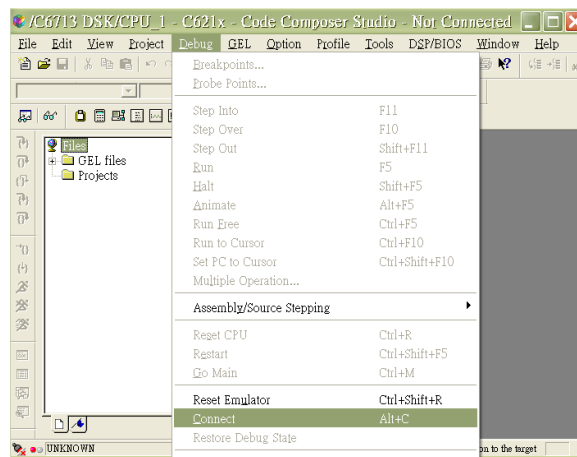 /C6713 DSK/CPU_1 - C621x - Code Composer Studio - Not Connected
File Edit View Project Debug GEL Option Profile Tools DSP/BIOS Window Help
Breakpoints...
Probe Points...
Step Into F11
Step Over F10
Step Out Shift+F11
Run F5
Halt Shift+F5
Animate Alt+F5
Run Free Ctrl+F5
Run to Cursor Ctrl+F10
Set PC to Cursor Ctrl+Shift+F10
Multiple Operation...
Assembly/Source Stepping
Reset CPU Ctrl+R
Restart Ctrl+Shift+F5
Go Main Ctrl+M
Reset Emulator Ctrl+Shift+R
Connect Alt+C
Restore Debug State
Files
GEL files
Projects
UNKNOWN
on to the target